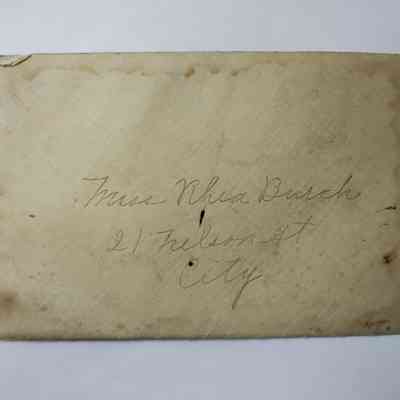 Miss Rhea Burch
21 Nelson St
City